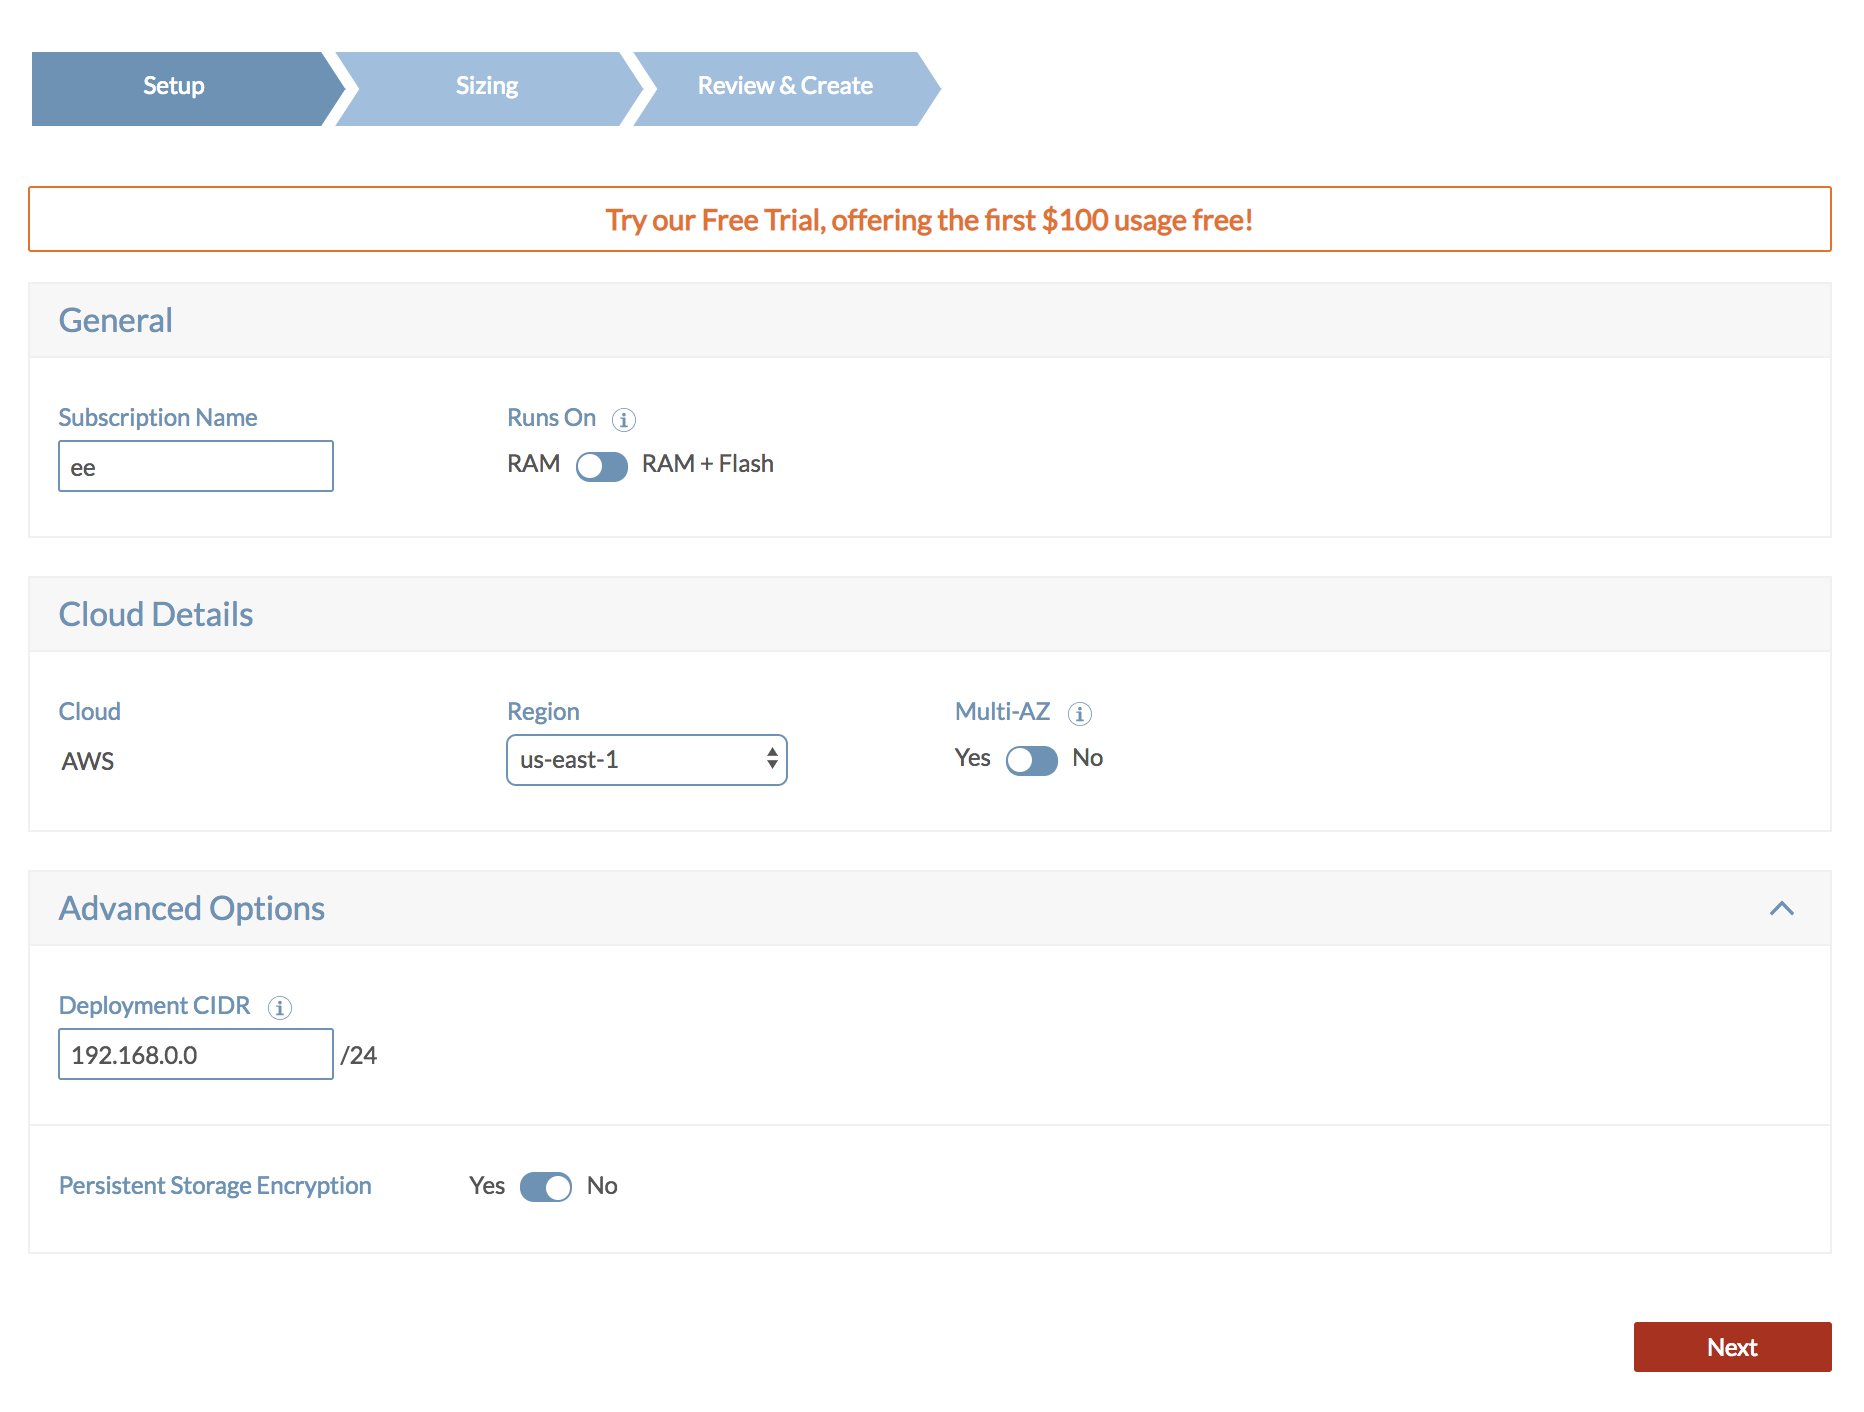 Setup
Sizing
Review & Create
Try our Free Trial, offering the first $100 usage free!
General
Subscription Name
Runs On
ee
RAM
RAM + Flash
Cloud Details
Cloud
Region
Multi-AZ
AWS
us-east-1
Yes
No
Advanced Options
Deployment CIDR
192.168.0.0
/24
Persistent Storage Encryption
Yes
No
Next